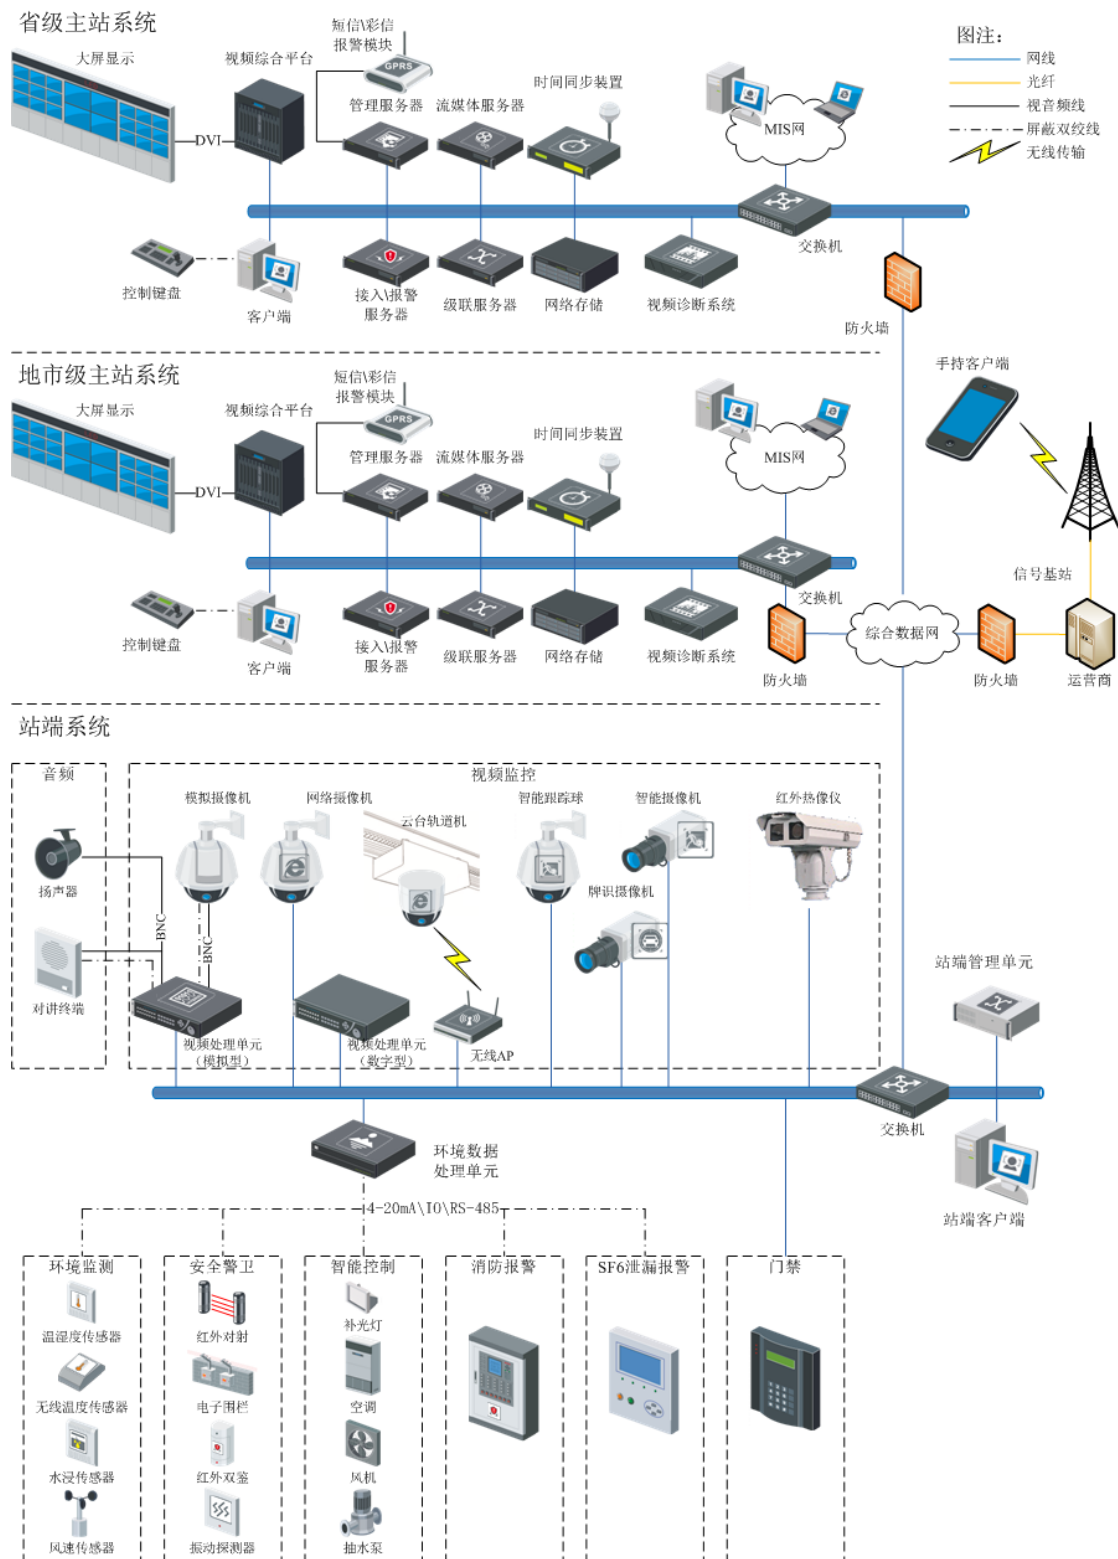 省级主站系统
大屏显示
视频综合平台
短信\彩信
报警模块
GPRS
管理服务器
流媒体服务器
时间同步装置
MIS网
图注：
网线
光纤
视音频线
屏蔽双绞线
无线传输
DVI
交换机
控制键盘
客户端
接入\报警
服务器
级联服务器
网络存储
视频诊断系统
防火墙
地市级主站系统
大屏显示
视频综合平台
短信\彩信
报警模块
GPRS
管理服务器
流媒体服务器
时间同步装置
MIS网
手持客户端
DVI
交换机
信号基站
控制键盘
客户端
接入\报警
服务器
级联服务器
网络存储
视频诊断系统
防火墙
综合数据网
防火墙
运营商
站端系统
音频
视频监控
模拟摄像机
网络摄像机
云台轨道机
智能跟踪球
智能摄像机
红外热像仪
扬声器
牌识摄像机
BNC
BNC
对讲终端
视频处理单元
（模拟型）
视频处理单元
（数字型）
无线AP
站端管理单元
交换机
环境数据
处理单元
站端客户端
4-20mA\IO\RS-485
环境监测
安全警卫
智能控制
消防报警
SF6泄漏报警
门禁
温湿度传感器
红外对射
补光灯
无线温度传感器
电子围栏
空调
水浸传感器
红外双鉴
风机
风速传感器
振动探测器
抽水泵